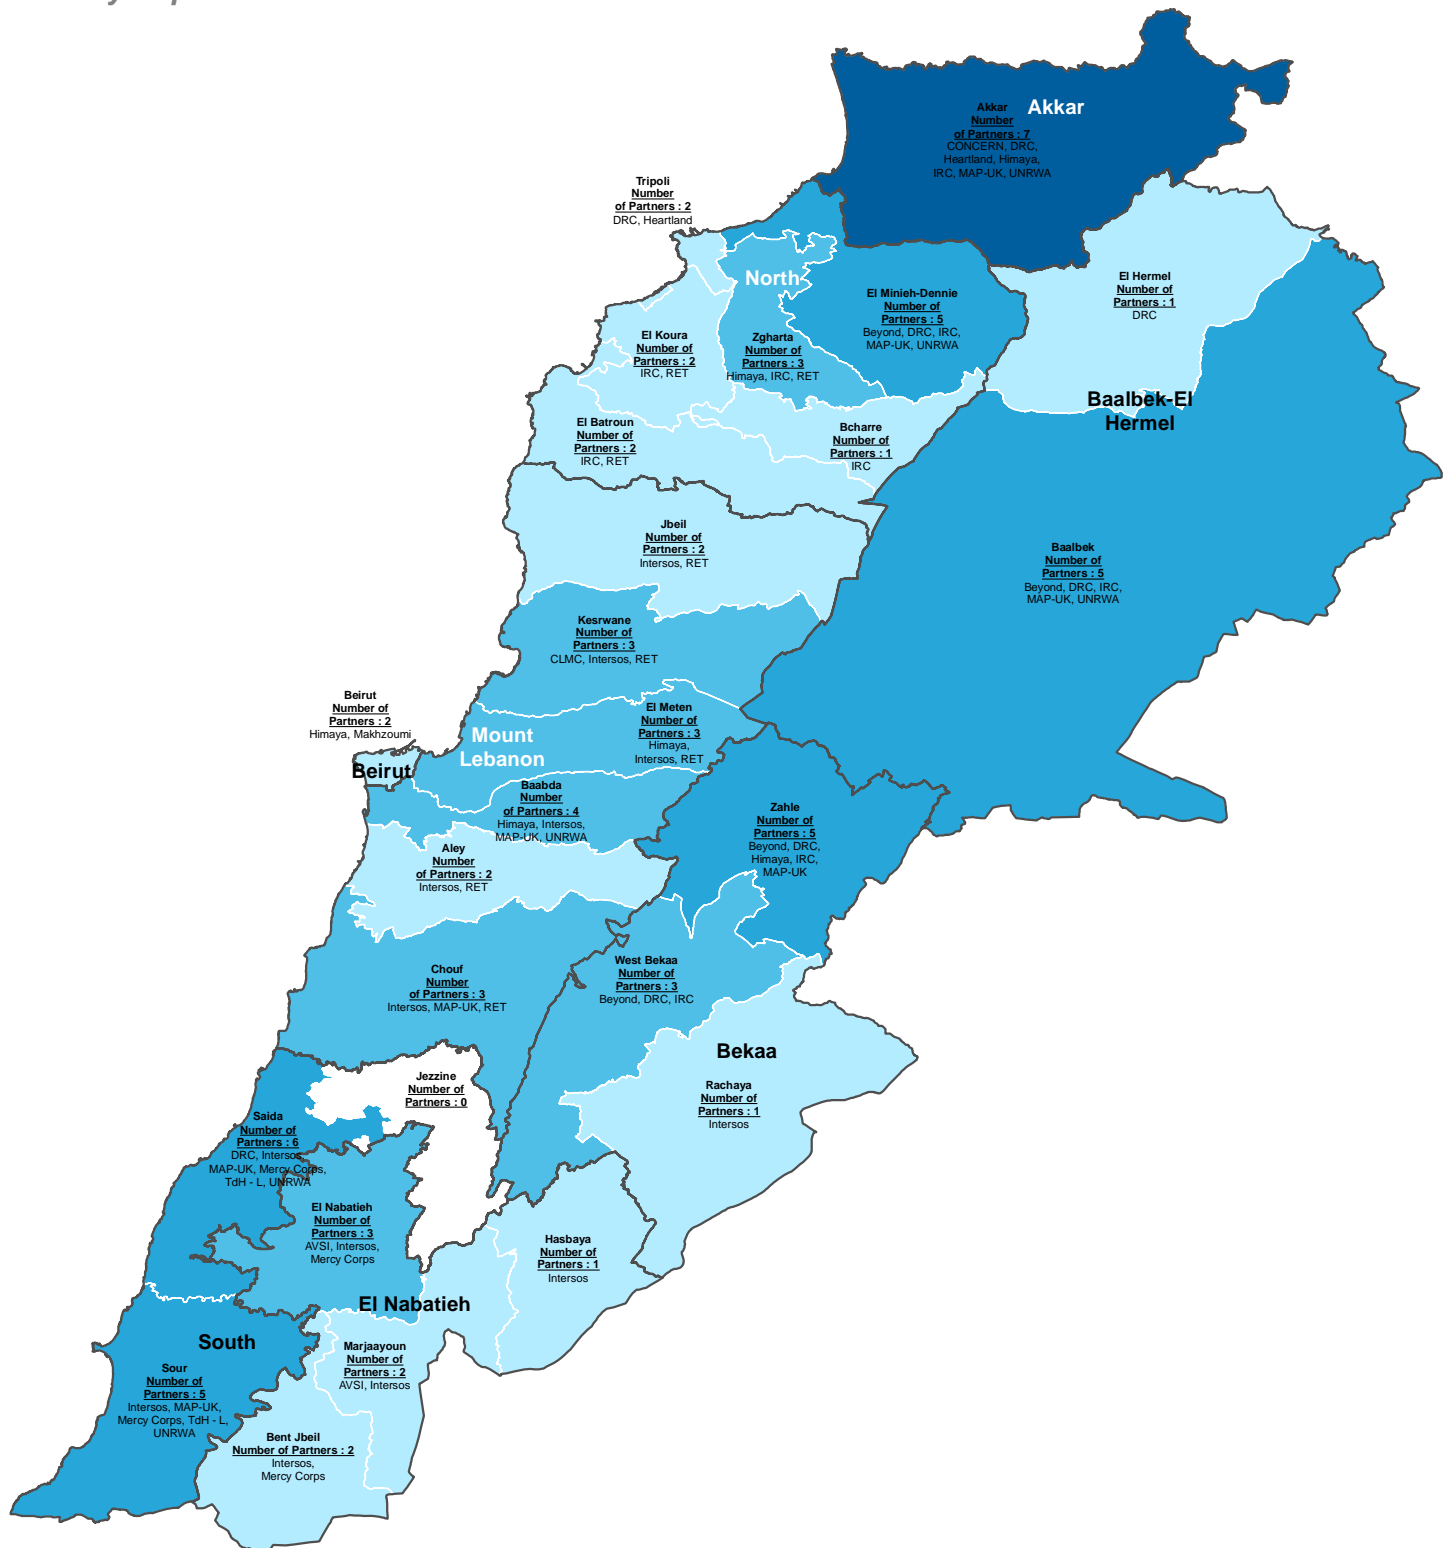 Akkar
Akkar
Number
of Partners : 7
CONCERN, DRC,
Heartland, Himaya,
IRC, MAP-UK, UNRWA
Tripoli
Number
of Partners : 2
DRC, Heartland
North
El Hermel
Number of
Partners : 1
DRC
El Minieh-Dennie
Number of
Partners : 5
Beyond, DRC, IRC,
MAP-UK, UNRWA
El Koura
Number of
Partners : 2
IRC, RET
Zgharta
Number of
Partners : 3
Himaya, IRC, RET
Baalbek-El
Hermel
El Batroun
Number of
Partners : 2
IRC, RET
Bcharre
Number of
Partners : 1
IRC
Jbeil
Number of
Partners : 2
Intersos, RET
Baalbek
Number of
Partners : 5
Beyond, DRC, IRC,
MAP-UK, UNRWA
Kesrwane
Number of
Partners : 3
CLMC, Intersos, RET
Beirut
Number of
Partners : 2
Himaya, Makhzoumi
El Meten
Number of
Partners : 3
Himaya,
Intersos, RET
Mount
Lebanon
Beirut
Baabda
Number
of Partners : 4
Himaya, Intersos,
MAP-UK, UNRWA
Zahle
Number of
Partners : 5
Beyond, DRC,
Himaya, IRC,
MAP-UK
Aley
Number
of Partners : 2
Intersos, RET
Chouf
Number
of Partners : 3
Intersos, MAP-UK, RET
West Bekaa
Number of
Partners : 3
Beyond, DRC, IRC
Bekaa
Rachaya
Number of
Partners : 1
Intersos
Jezzine
Number of
Partners : 0
Saida
Number of
Partners : 6
DRC, Intersos,
MAP-UK, Mercy Corps,
TdH - L, UNRWA
El Nabatieh
Number of
Partners : 3
AVSI, Intersos,
Mercy Corps
Hasbaya
Number of
Partners : 1
Intersos
El Nabatieh
South
Marjaayoun
Number of
Partners : 2
AVSI, Intersos
Sour
Number of
Partners : 5
Intersos, MAP-UK,
Mercy Corps, TdH - L,
UNRWA
Bent Jbeil
Number of Partners : 2
Intersos,
Mercy Corps